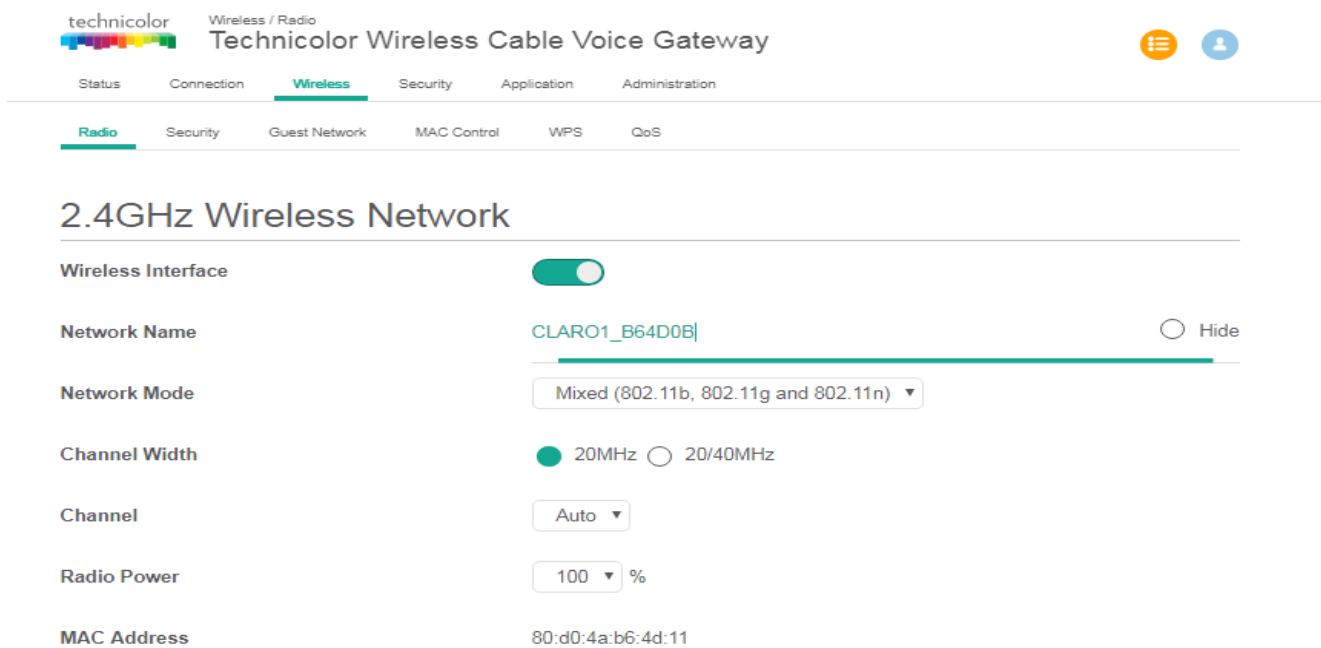 technicolor
Wireless / Radio
Technicolor Wireless Cable Voice Gateway
Status Connection Wireless Security Application Administration
Radio Security Guest Network MAC Control WPS QoS
2.4GHz Wireless Network
Wireless Interface
Network Name CLARO1_B64D0B Hide
Network Mode Mixed (802.11b, 802.11g and 802.11n)
Channel Width 20MHz 20/40MHz
Channel Auto
Radio Power 100 %
MAC Address 80:d0:4a:b6:4d:11